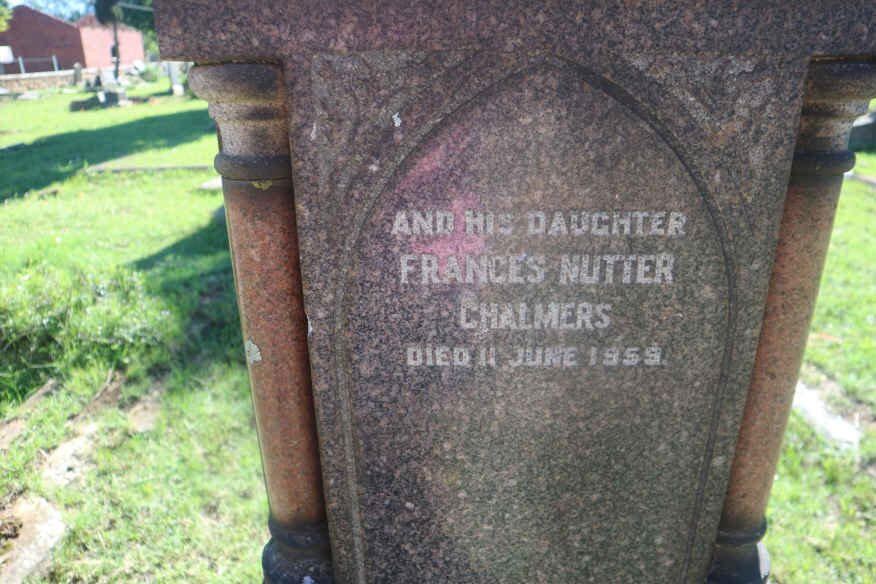 AND HIS DAUGHTER
FRANCES NUTTER
CHALMERS
DIED 11 JUNE 1959.